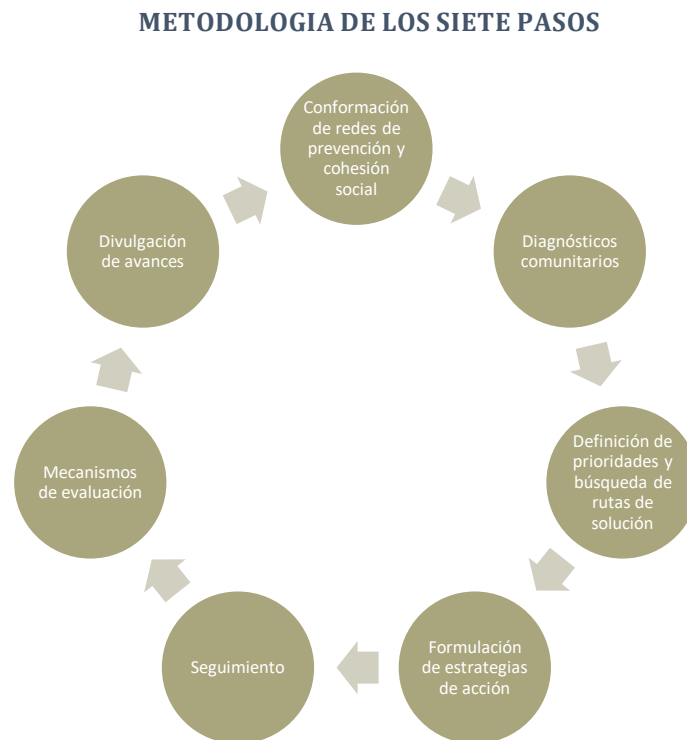 METODOLOGIA DE LOS SIETE PASOS
Conformación
de redes de
prevención y
cohesión
social
Diagnósticos
comunitarios
Definición de
prioridades y
búsqueda de
rutas de
solución
Formulación
de estrategias
de acción
Seguimiento
Mecanismos
de evaluación
Divulgación
de avances